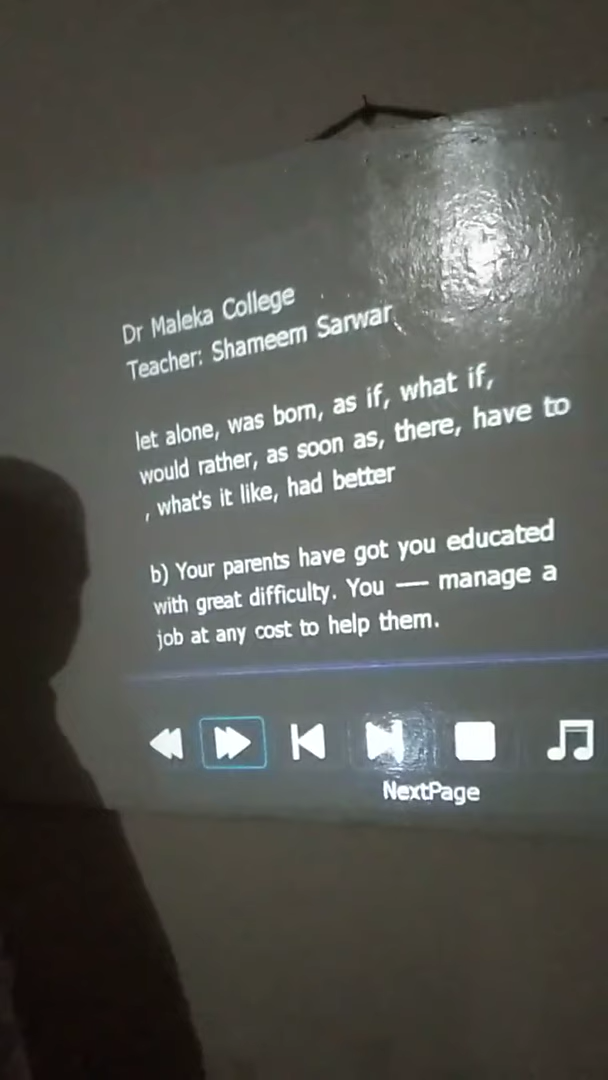 Dr Maleka College
Teacher: Shameem Sarwar
let alone, was born, as if, what if,
would rather, as soon as, there, have to
, what's it like, had better
b) Your parents have got you educated
with great difficulty. You — manage a
job at any cost to help them.
NextPage